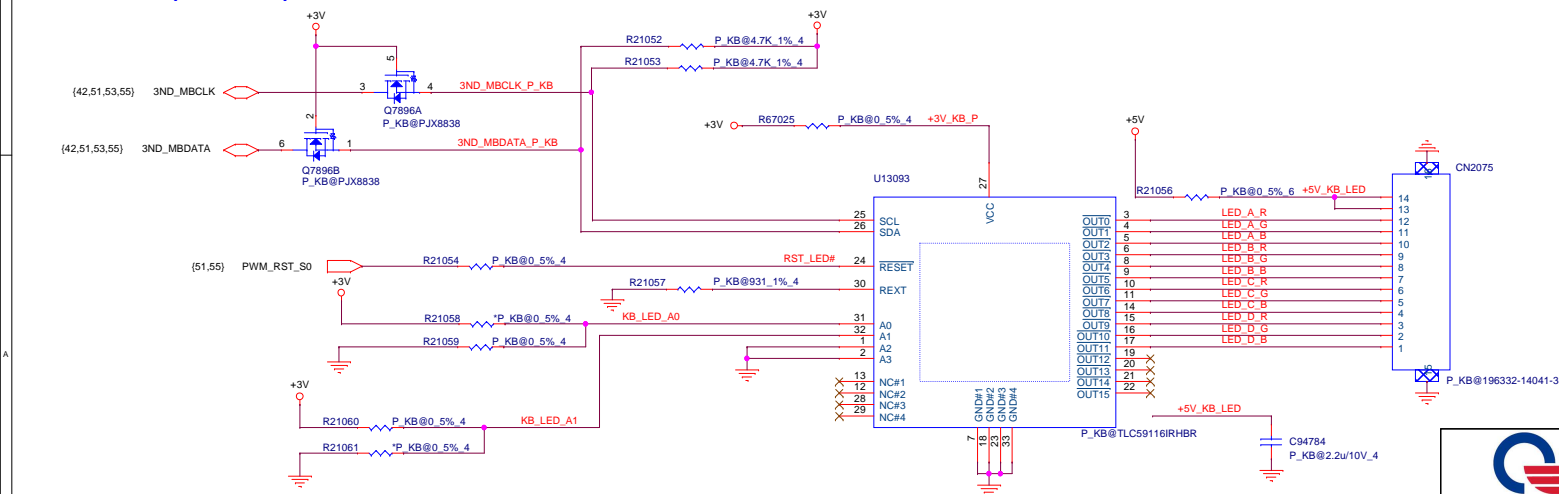 +3V
+3V
R21052 P_KB@4.7K_1%_4
R21053 P_KB@4.7K_1%_4
5
{42,51,53,55} 3ND_MBCLK 3 4 3ND_MBCLK_P_KB
Q7896A
P_KB@PJX8838
2
{42,51,53,55} 3ND_MBDATA 6 1 3ND_MBDATA_P_KB
Q7896B
P_KB@PJX8838
+3V R67025 P_KB@0_5%_4 +3V_KB_P
+5V
CN2075
U13093
27
VCC
R21056 P_KB@0_5%_6 +5V_KB_LED
14
13
25 SCL
26 SDA
{51,55} PWM_RST_S0 R21054 P_KB@0_5%_4 RST_LED# 24 RESET
R21057 P_KB@931_1%_4 30 REXT
+3V
R21058 *P_KB@0_5%_4 KB_LED_A0 31 A0
32 A1
R21059 P_KB@0_5%_4 1 A2
2 A3
13 NC#1
12 NC#2
28 NC#3
29 NC#4
+3V
R21060 P_KB@0_5%_4 KB_LED_A1
R21061 *P_KB@0_5%_4
OUT0 3 LED_A_R 12
OUT1 4 LED_A_G 11
OUT2 5 LED_A_B 10
OUT3 6 LED_B_R 9
OUT4 8 LED_B_G 8
OUT5 9 LED_B_B 7
OUT6 10 LED_C_R 6
OUT7 11 LED_C_G 5
OUT8 14 LED_C_B 4
OUT9 15 LED_D_R 3
OUT10 16 LED_D_G 2
OUT11 17 LED_D_B 1
OUT12 19
OUT13 20
OUT14 21
OUT15 22
P_KB@196332-14041-3
GND#1 GND#2 GND#3 GND#4
7 18 23 33
P_KB@TLC59116IRHBR
+5V_KB_LED
C94784
P_KB@2.2u/10V_4
A